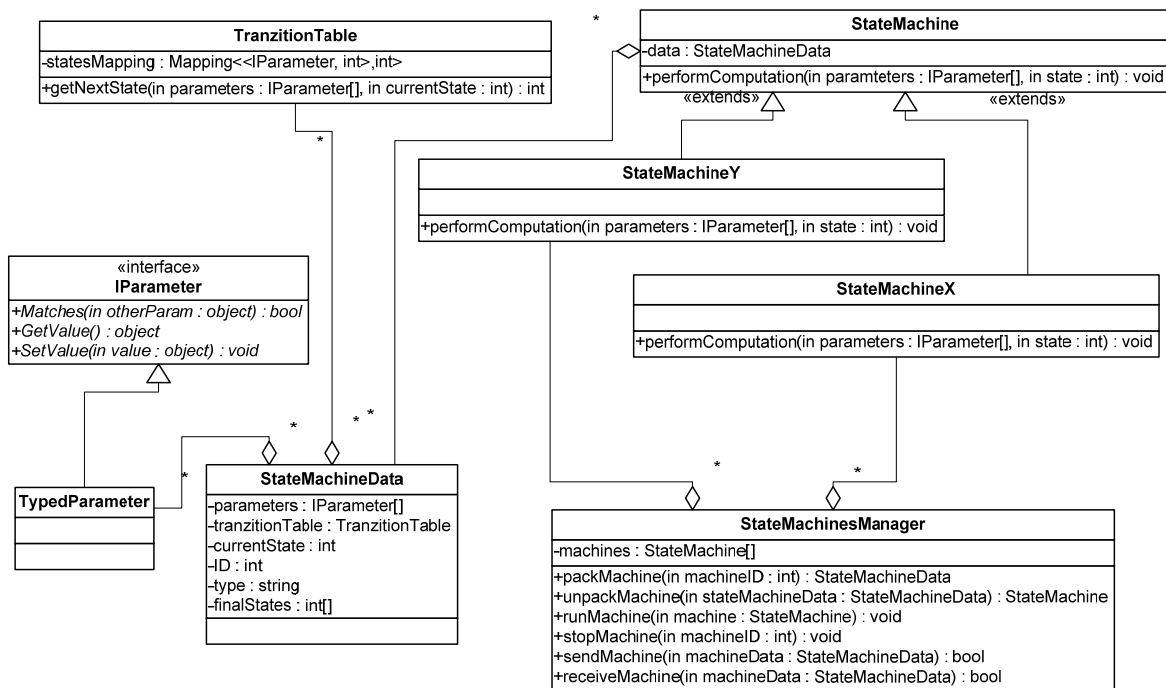 TranzitionTable
-statesMapping : Mapping<<IParameter, int>,int>
+getNextState(in parameters : IParameter[], in currentState : int) : int
*
*
StateMachine
-data : StateMachineData
+performComputation(in paramteters : IParameter[], in state : int) : void
«extends»
«extends»
StateMachineY
+performComputation(in parameters : IParameter[], in state : int) : void
«interface»
IParameter
+Matches(in otherParam : object) : bool
+GetValue() : object
+SetValue(in value : object) : void
StateMachineX
+performComputation(in parameters : IParameter[], in state : int) : void
*
*
*
*
TypedParameter
StateMachineData
-parameters : IParameter[]
-tranzitionTable : TranzitionTable
-currentState : int
-ID : int
-type : string
-finalStates : int[]
*
*
StateMachinesManager
-machines : StateMachine[]
+packMachine(in machineID : int) : StateMachineData
+unpackMachine(in stateMachineData : StateMachineData) : StateMachine
+runMachine(in machine : StateMachine) : void
+stopMachine(in machineID : int) : void
+sendMachine(in machineData : StateMachineData) : bool
+receiveMachine(in machineData : StateMachineData) : bool